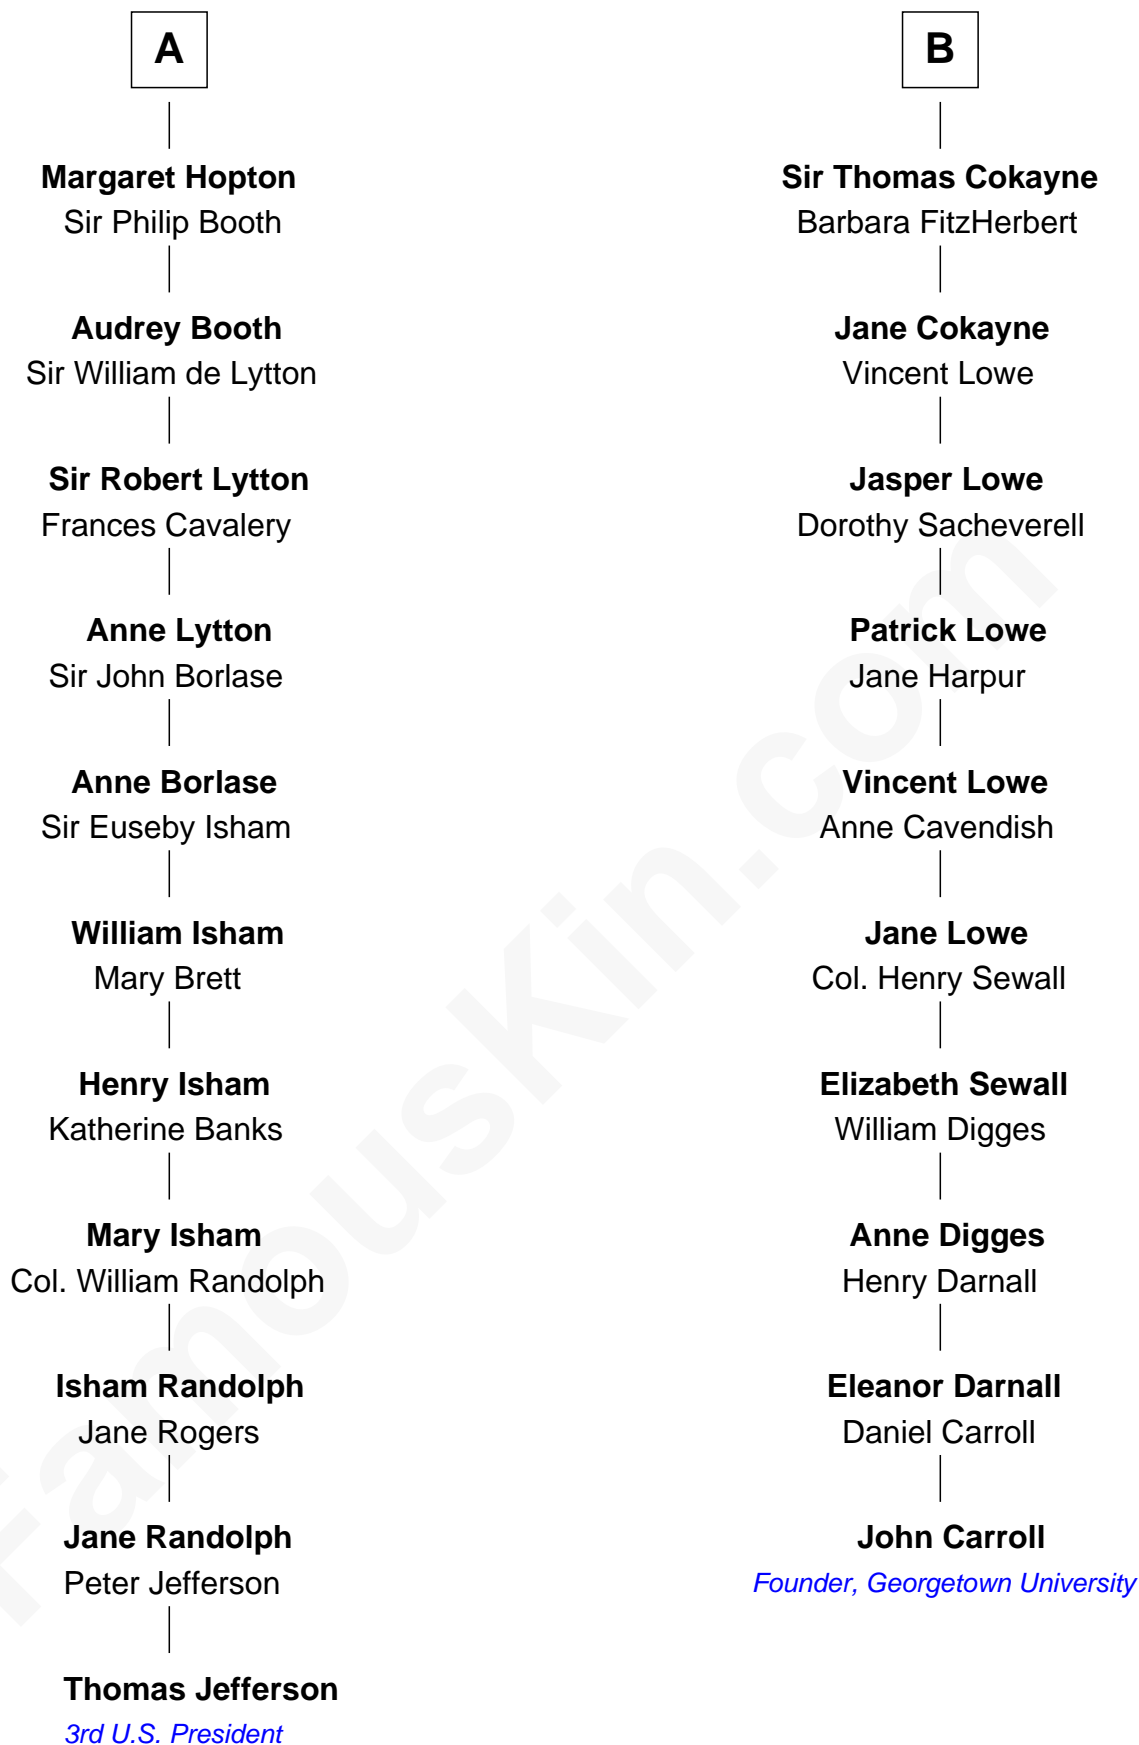 A
Margaret Hopton
Sir Philip Booth
Audrey Booth
Sir William de Lytton
Sir Robert Lytton
Frances Cavalery
Anne Lytton
Sir John Borlase
Anne Borlase
Sir Euseby Isham
William Isham
Mary Brett
Henry Isham
Katherine Banks
Mary Isham
Col. William Randolph
Isham Randolph
Jane Rogers
Jane Randolph
Peter Jefferson
Thomas Jefferson
3rd U.S. President
B
Sir Thomas Cokayne
Barbara FitzHerbert
Jane Cokayne
Vincent Lowe
Jasper Lowe
Dorothy Sacheverell
Patrick Lowe
Jane Harpur
Vincent Lowe
Anne Cavendish
Jane Lowe
Col. Henry Sewall
Elizabeth Sewall
William Digges
Anne Digges
Henry Darnall
Eleanor Darnall
Daniel Carroll
John Carroll
Founder, Georgetown University
FamousKin.com